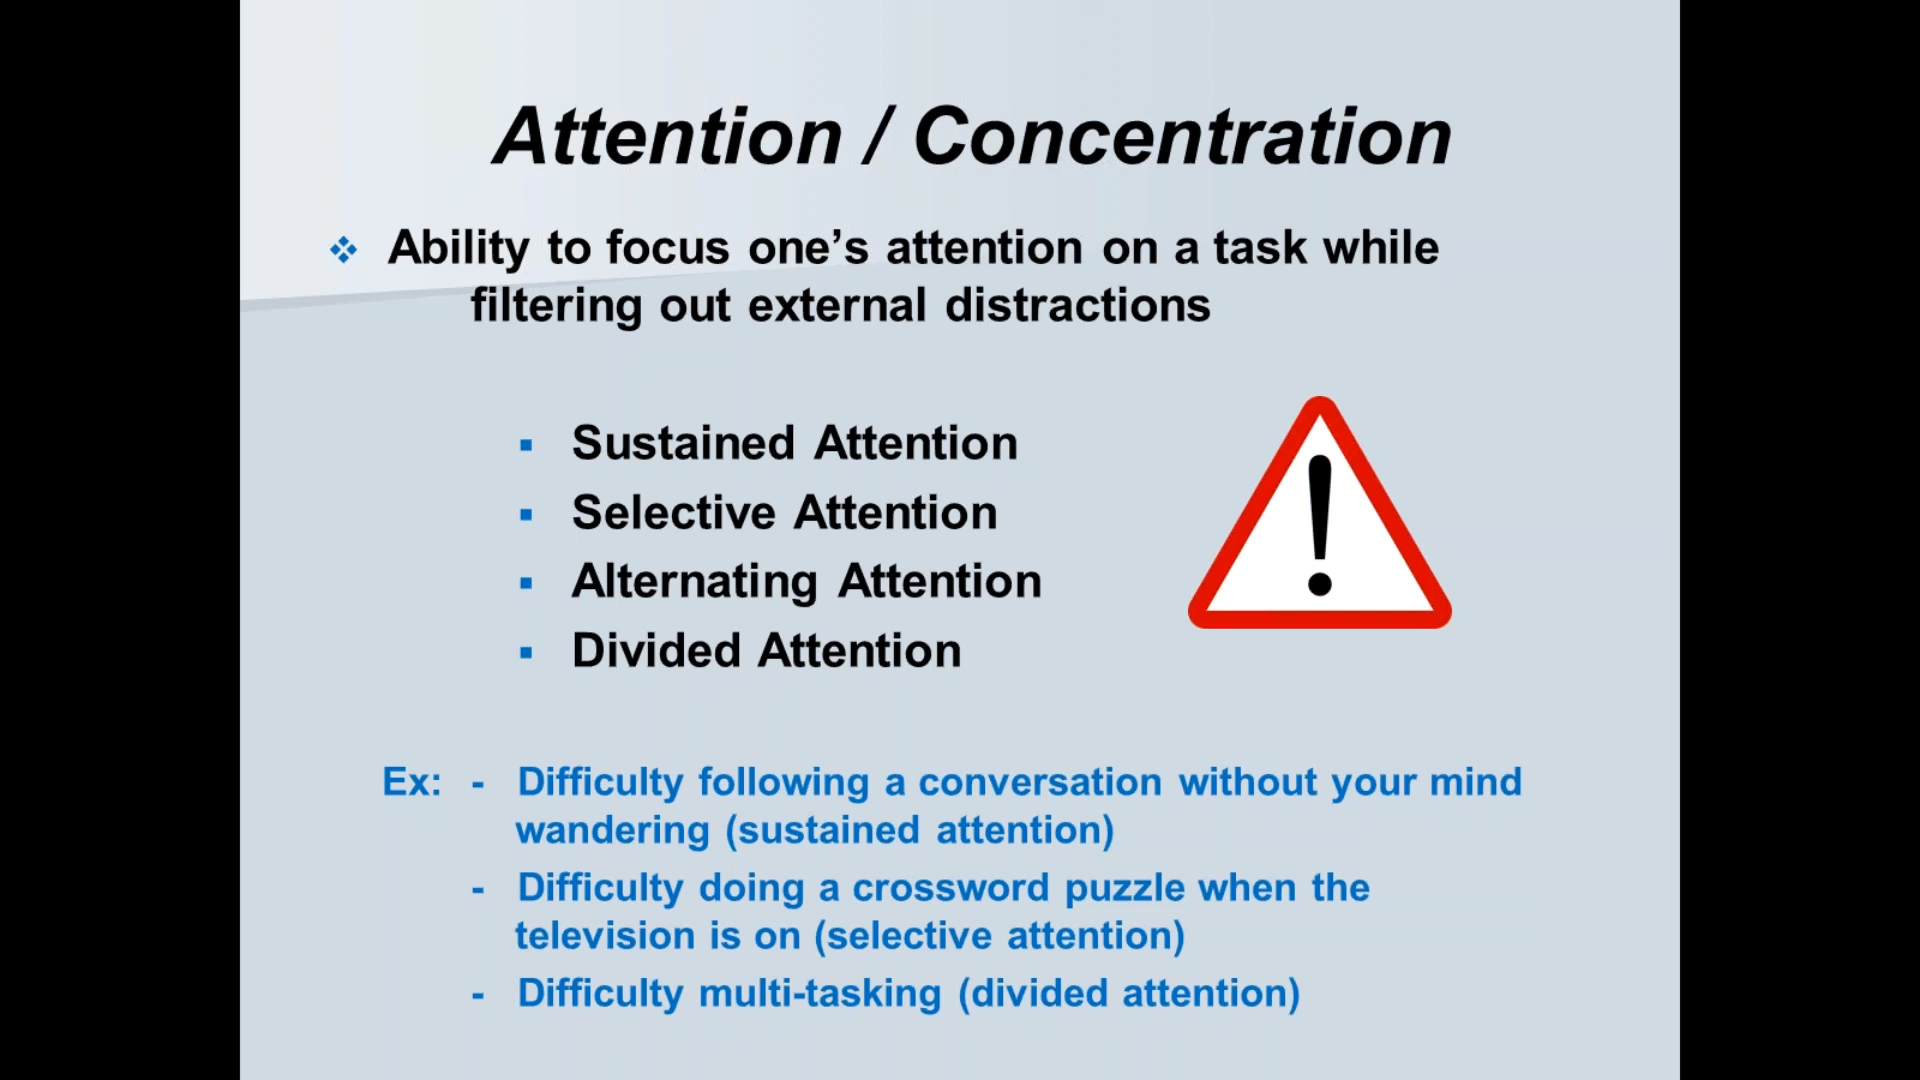 Attention / Concentration
Ability to focus one’s attention on a task while
filtering out external distractions
Sustained Attention
Selective Attention
Alternating Attention
Divided Attention
Ex: - Difficulty following a conversation without your mind
wandering (sustained attention)
- Difficulty doing a crossword puzzle when the
television is on (selective attention)
- Difficulty multi-tasking (divided attention)